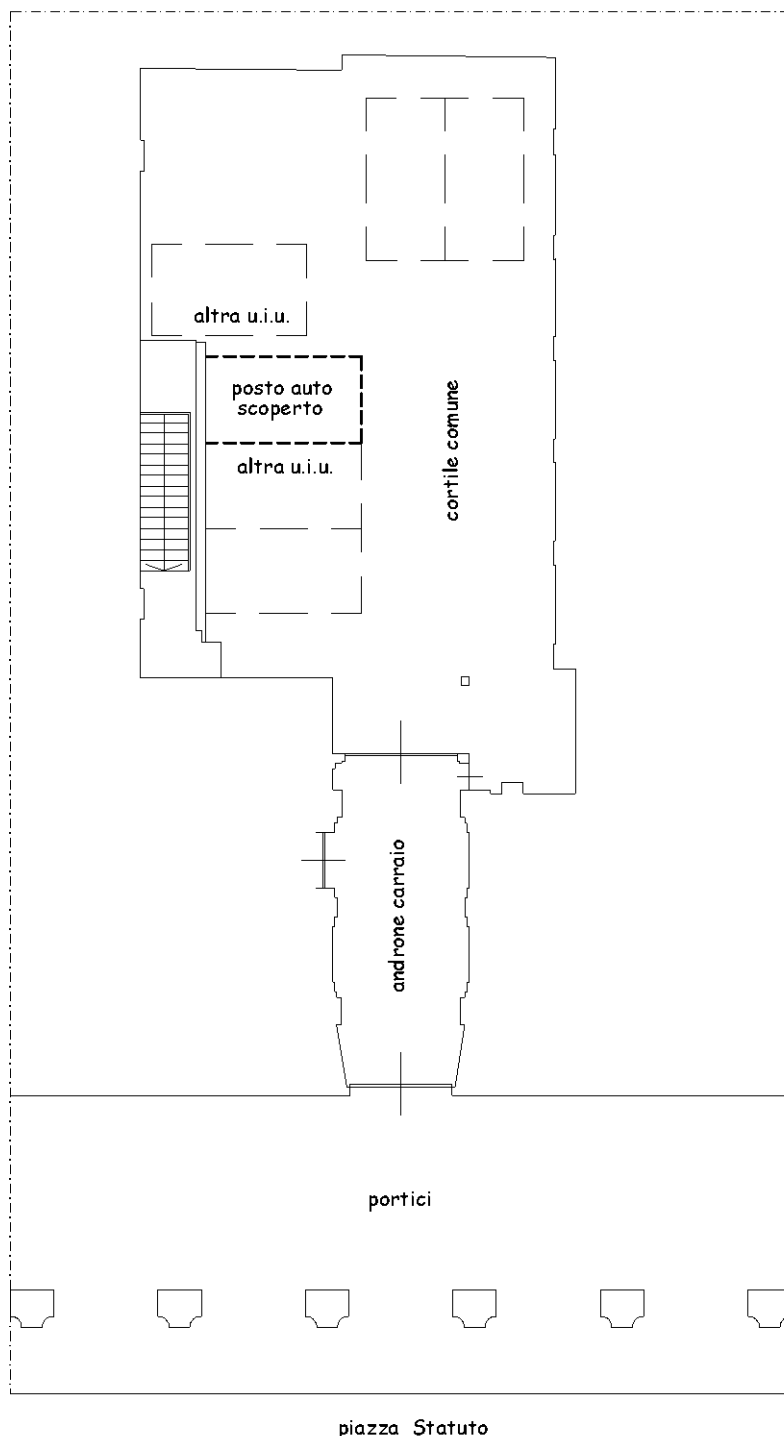 altra u.i.u.
posto auto
scoperto
altra u.i.u.
cortile comune
androne carraio
portici
piazza Statuto